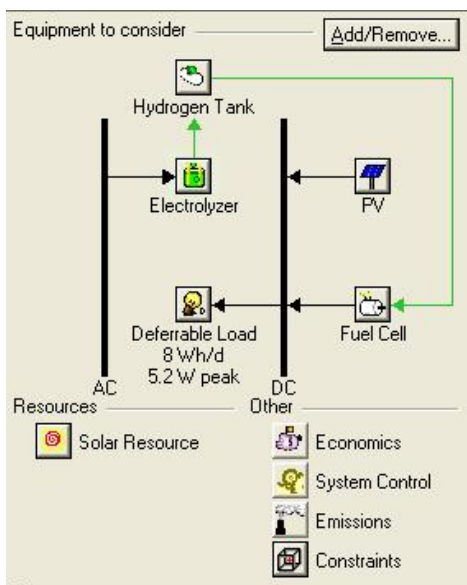 Equipment to consider
Add/Remove...
Hydrogen Tank
Electrolyzer
PV
Deferrable Load
8 Wh/d
5.2 W peak
Fuel Cell
AC
DC
Resources
Other
Solar Resource
Economics
System Control
Emissions
Constraints